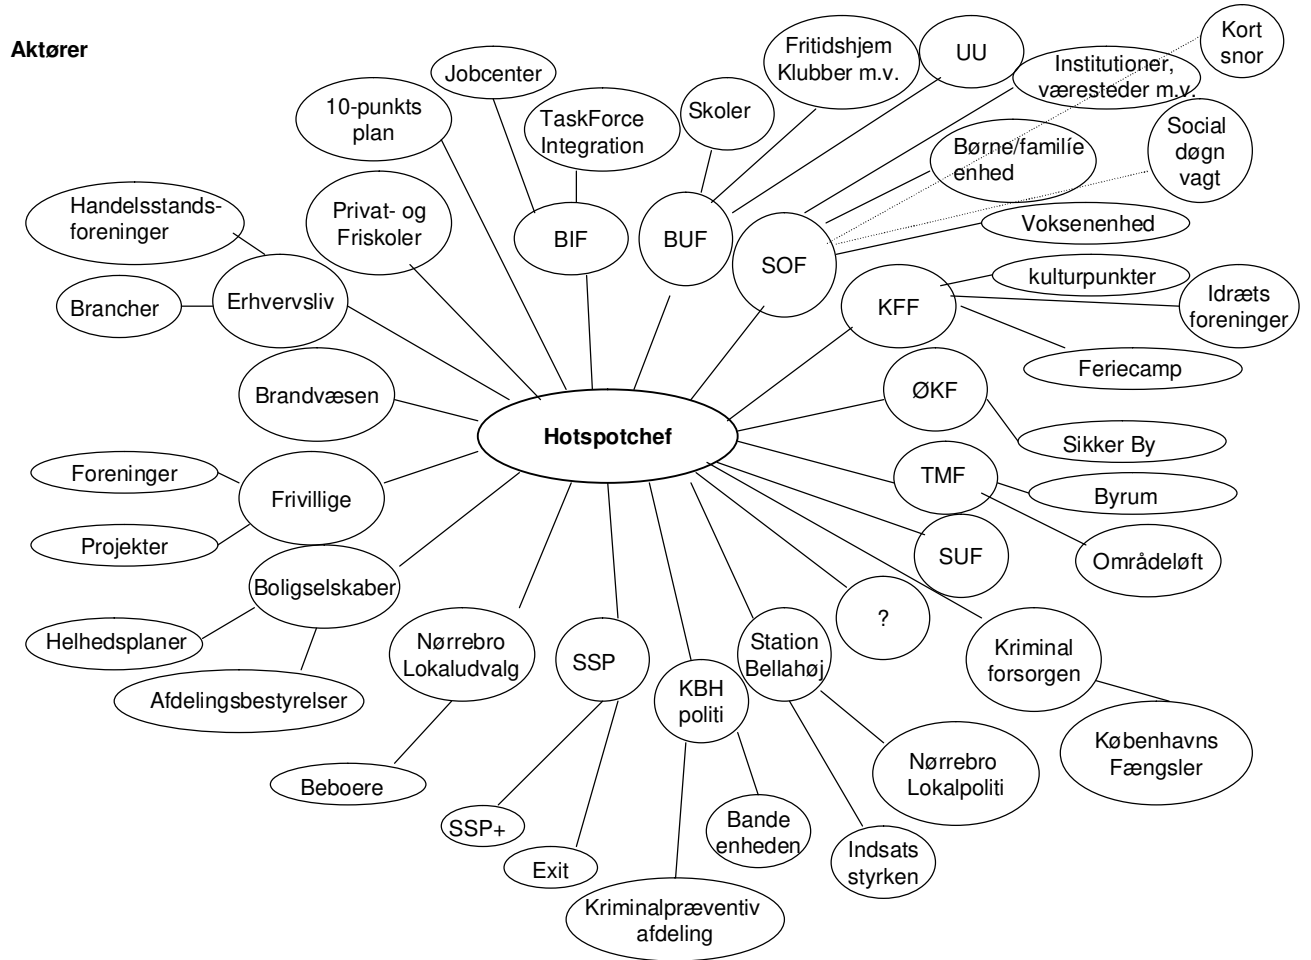 Aktører
Kort
snor
UU
Fritidshjem
Klubber m.v.
Institutioner,
væresteder m.v.
Jobcenter
10-punkts
plan
TaskForce
Integration
Skoler
Social
døgn
vagt
Børne/familíe
enhed
Handelsstands-
foreninger
Privat- og
Friskoler
BIF
BUF
SOF
Voksenenhed
kulturpunkter
Idræts
foreninger
Brancher
Erhvervsliv
KFF
Feriecamp
Brandvæsen
ØKF
Hotspotchef
Sikker By
Foreninger
Frivillige
TMF
Byrum
Projekter
SUF
Områdeløft
Boligselskaber
?
Helhedsplaner
Nørrebro
Lokaludvalg
SSP
Station
Bellahøj
Kriminal
forsorgen
Afdelingsbestyrelser
KBH
politi
Københavns
Fængsler
Nørrebro
Lokalpoliti
Beboere
SSP+
Bande
enheden
Exit
Indsats
styrken
Kriminalpræventiv
afdeling